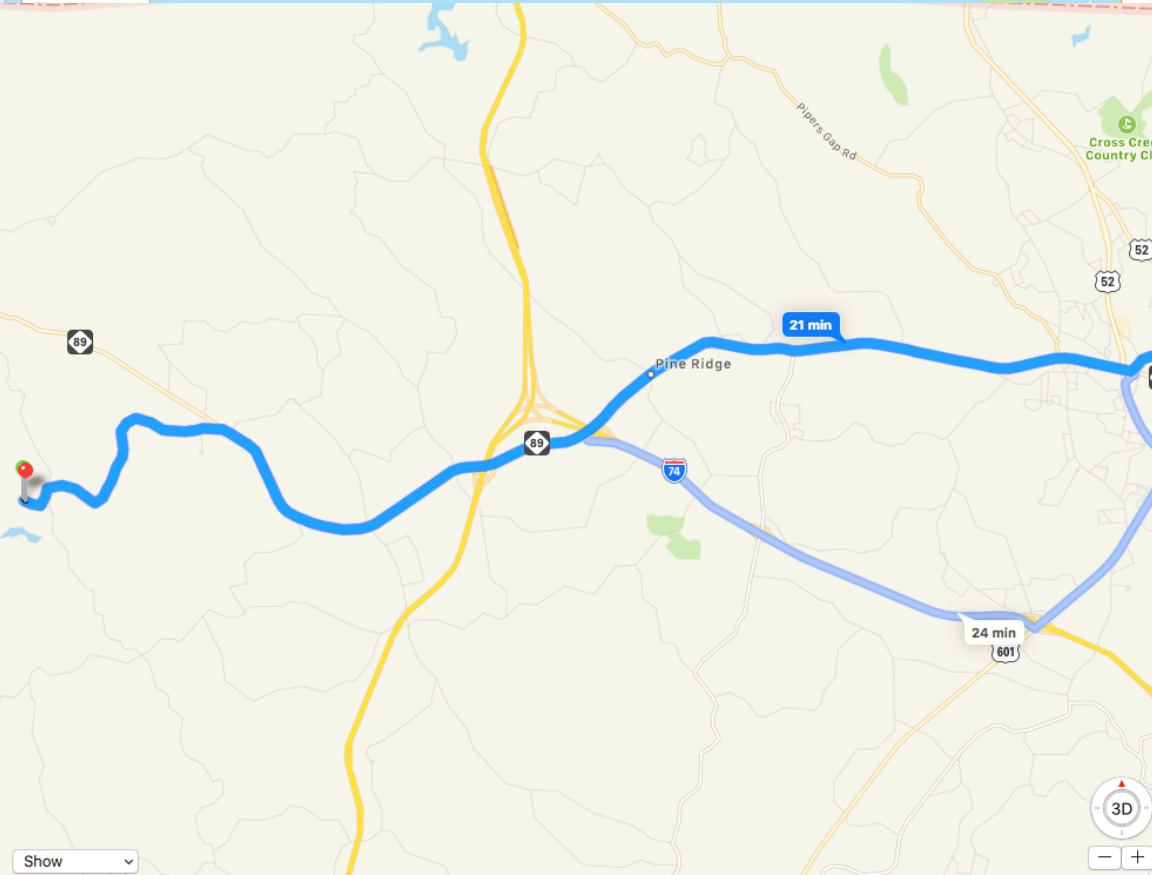 Pipers Gap Rd
Cross Cre
Country Cl
52
52
89
21 min
Pine Ridge
89
74
24 min
601
3D
Show